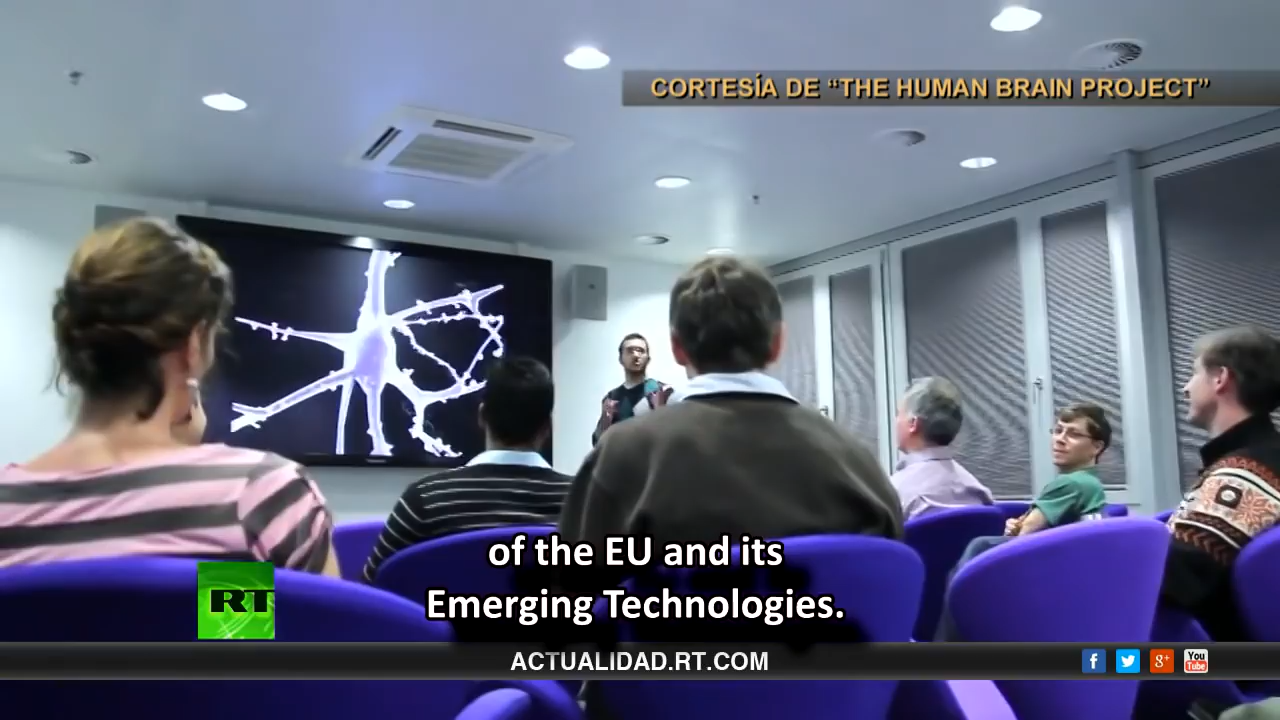 CORTESÍA DE “THE HUMAN BRAIN PROJECT”
of the EU and its
Emerging Technologies.
RT
ACTUALIDAD.RT.COM
f
g+
You
Tube